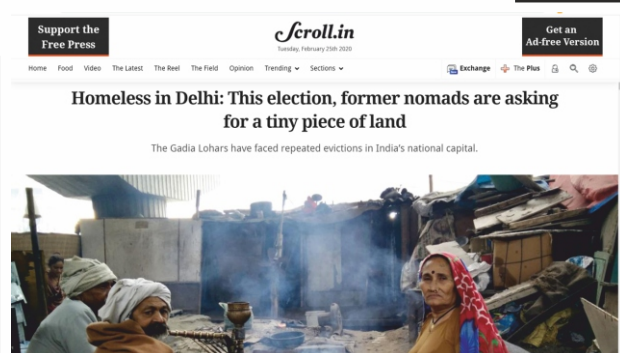 Support the
Free Press
Scroll.in
Tuesday, February 25th 2020
Get an
Ad-free Version
Home Food Video The Latest The Reel The Field Opinion Trending Sections Exchange The Plus
Homeless in Delhi: This election, former nomads are asking
for a tiny piece of land
The Gadia Lohars have faced repeated evictions in India's national capital.